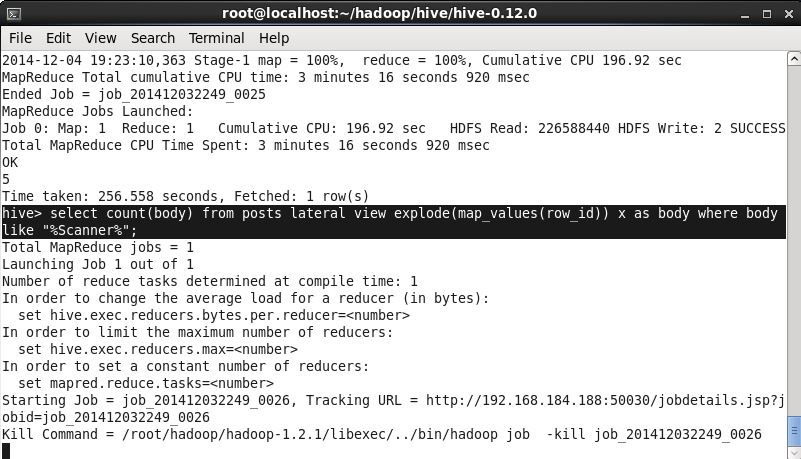 root@localhost:~/hadoop/hive/hive-0.12.0
File Edit View Search Terminal Help
2014-12-04 19:23:10,363 Stage-1 map = 100%,  reduce = 100%, Cumulative CPU 196.92 sec
MapReduce Total cumulative CPU time: 3 minutes 16 seconds 920 msec
Ended Job = job_201412032249_0025
MapReduce Jobs Launched:
Job 0: Map: 1  Reduce: 1   Cumulative CPU: 196.92 sec   HDFS Read: 226588440 HDFS Write: 2 SUCCESS
Total MapReduce CPU Time Spent: 3 minutes 16 seconds 920 msec
OK
5
Time taken: 256.558 seconds, Fetched: 1 row(s)
hive> select count(body) from posts lateral view explode(map_values(row_id)) x as body where body
like "%Scanner%";
Total MapReduce jobs = 1
Launching Job 1 out of 1
Number of reduce tasks determined at compile time: 1
In order to change the average load for a reducer (in bytes):
  set hive.exec.reducers.bytes.per.reducer=<number>
In order to limit the maximum number of reducers:
  set hive.exec.reducers.max=<number>
In order to set a constant number of reducers:
  set mapred.reduce.tasks=<number>
Starting Job = job_201412032249_0026, Tracking URL = http://192.168.184.188:50030/jobdetails.jsp?j
obid=job_201412032249_0026
Kill Command = /root/hadoop/hadoop-1.2.1/libexec/../bin/hadoop job  -kill job_201412032249_0026